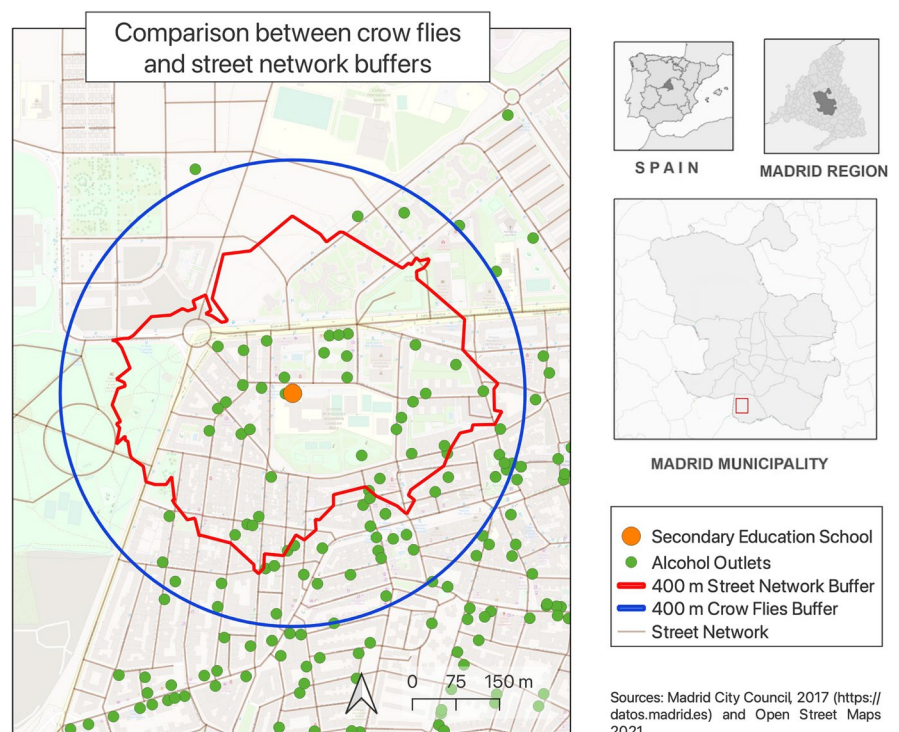 Comparison between crow flies
and street network buffers
SPAIN
MADRID REGION
MADRID MUNICIPALITY
Secondary Education School
Alcohol Outlets
400 m Street Network Buffer
400 m Crow Flies Buffer
Street Network
0 75 150 m
Sources: Madrid City Council, 2017 (https://
datos.madrid.es) and Open Street Maps
2021